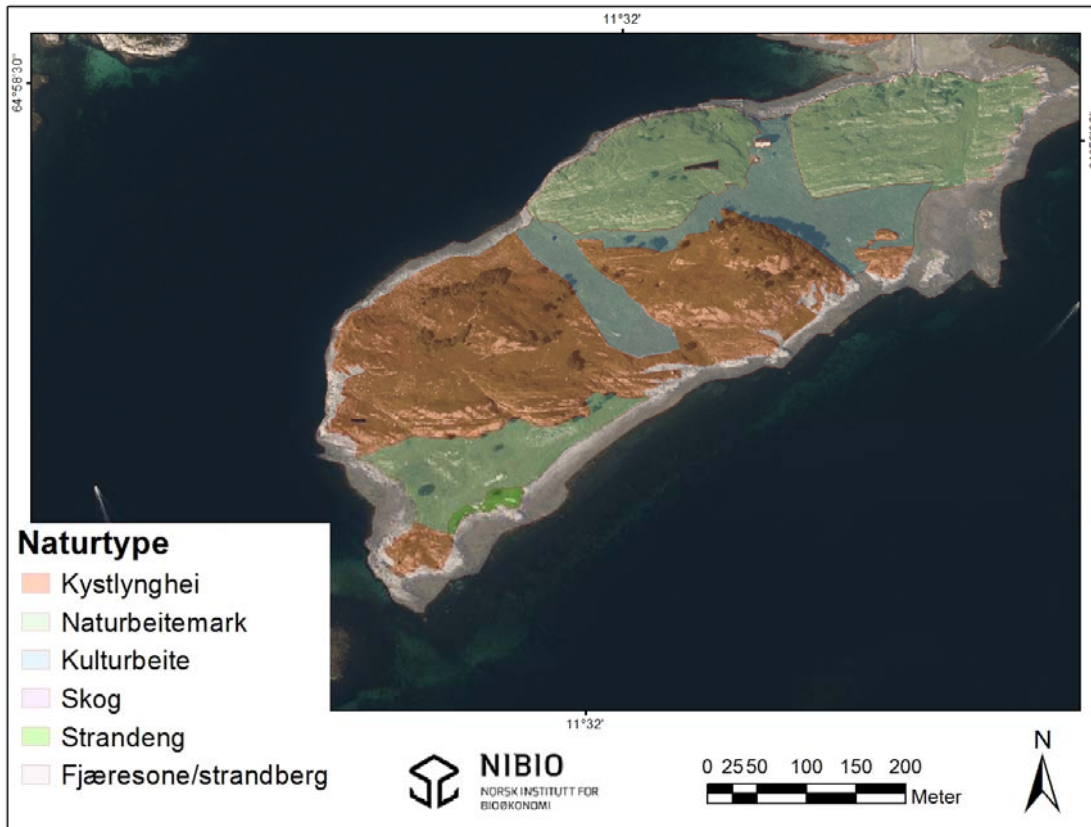 11°32'
64°58'30"
11°32'
Naturtype
Kystlynghei
Naturbeitemark
Kulturbeite
Skog
Strandeng
Fjæresone/strandberg
NIBIO
NORSK INSTITUTT FOR
BIOØKONOMI
0 25 50 100 150 200
Meter
N